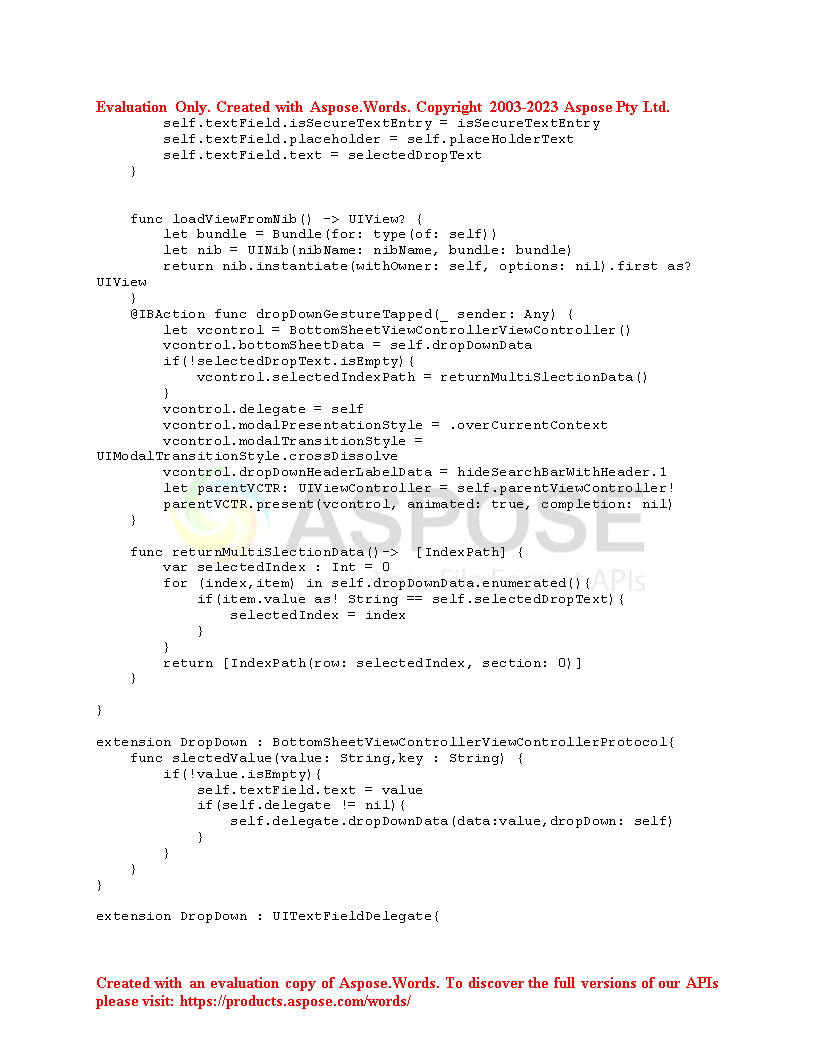 Evaluation Only. Created with Aspose.Words. Copyright 2003-2023 Aspose Pty Ltd.
        self.textField.isSecureTextEntry = isSecureTextEntry
        self.textField.placeholder = self.placeHolderText
        self.textField.text = selectedDropText
    }
    func loadViewFromNib() -> UIView? {
        let bundle = Bundle(for: type(of: self))
        let nib = UINib(nibName: nibName, bundle: bundle)
        return nib.instantiate(withOwner: self, options: nil).first as?
UIView
    }
    @IBAction func dropDownGestureTapped(_ sender: Any) {
        let vcontrol = BottomSheetViewControllerViewController()
        vcontrol.bottomSheetData = self.dropDownData
        if(!selectedDropText.isEmpty){
            vcontrol.selectedIndexPath = returnMultiSlectionData()
        }
        vcontrol.delegate = self
        vcontrol.modalPresentationStyle = .overCurrentContext
        vcontrol.modalTransitionStyle =
UIModalTransitionStyle.crossDissolve
        vcontrol.dropDownHeaderLabelData = hideSearchBarWithHeader.1
        let parentVCTR: UIViewController = self.parentViewController!
        parentVCTR.present(vcontrol, animated: true, completion: nil)
    }
ASPOSE
    func returnMultiSlectionData()->  [IndexPath] {
        var selectedIndex : Int = 0
        for (index,item) in self.dropDownData.enumerated(){
Your File Format APIs
            if(item.value as! String == self.selectedDropText){
                selectedIndex = index
            }
        }
        return [IndexPath(row: selectedIndex, section: 0)]
    }
}
extension DropDown : BottomSheetViewControllerViewControllerProtocol{
    func slectedValue(value: String,key : String) {
        if(!value.isEmpty){
            self.textField.text = value
            if(self.delegate != nil){
                self.delegate.dropDownData(data:value,dropDown: self)
            }
        }
    }
}
extension DropDown : UITextFieldDelegate{
Created with an evaluation copy of Aspose.Words. To discover the full versions of our APIs
please visit: https://products.aspose.com/words/